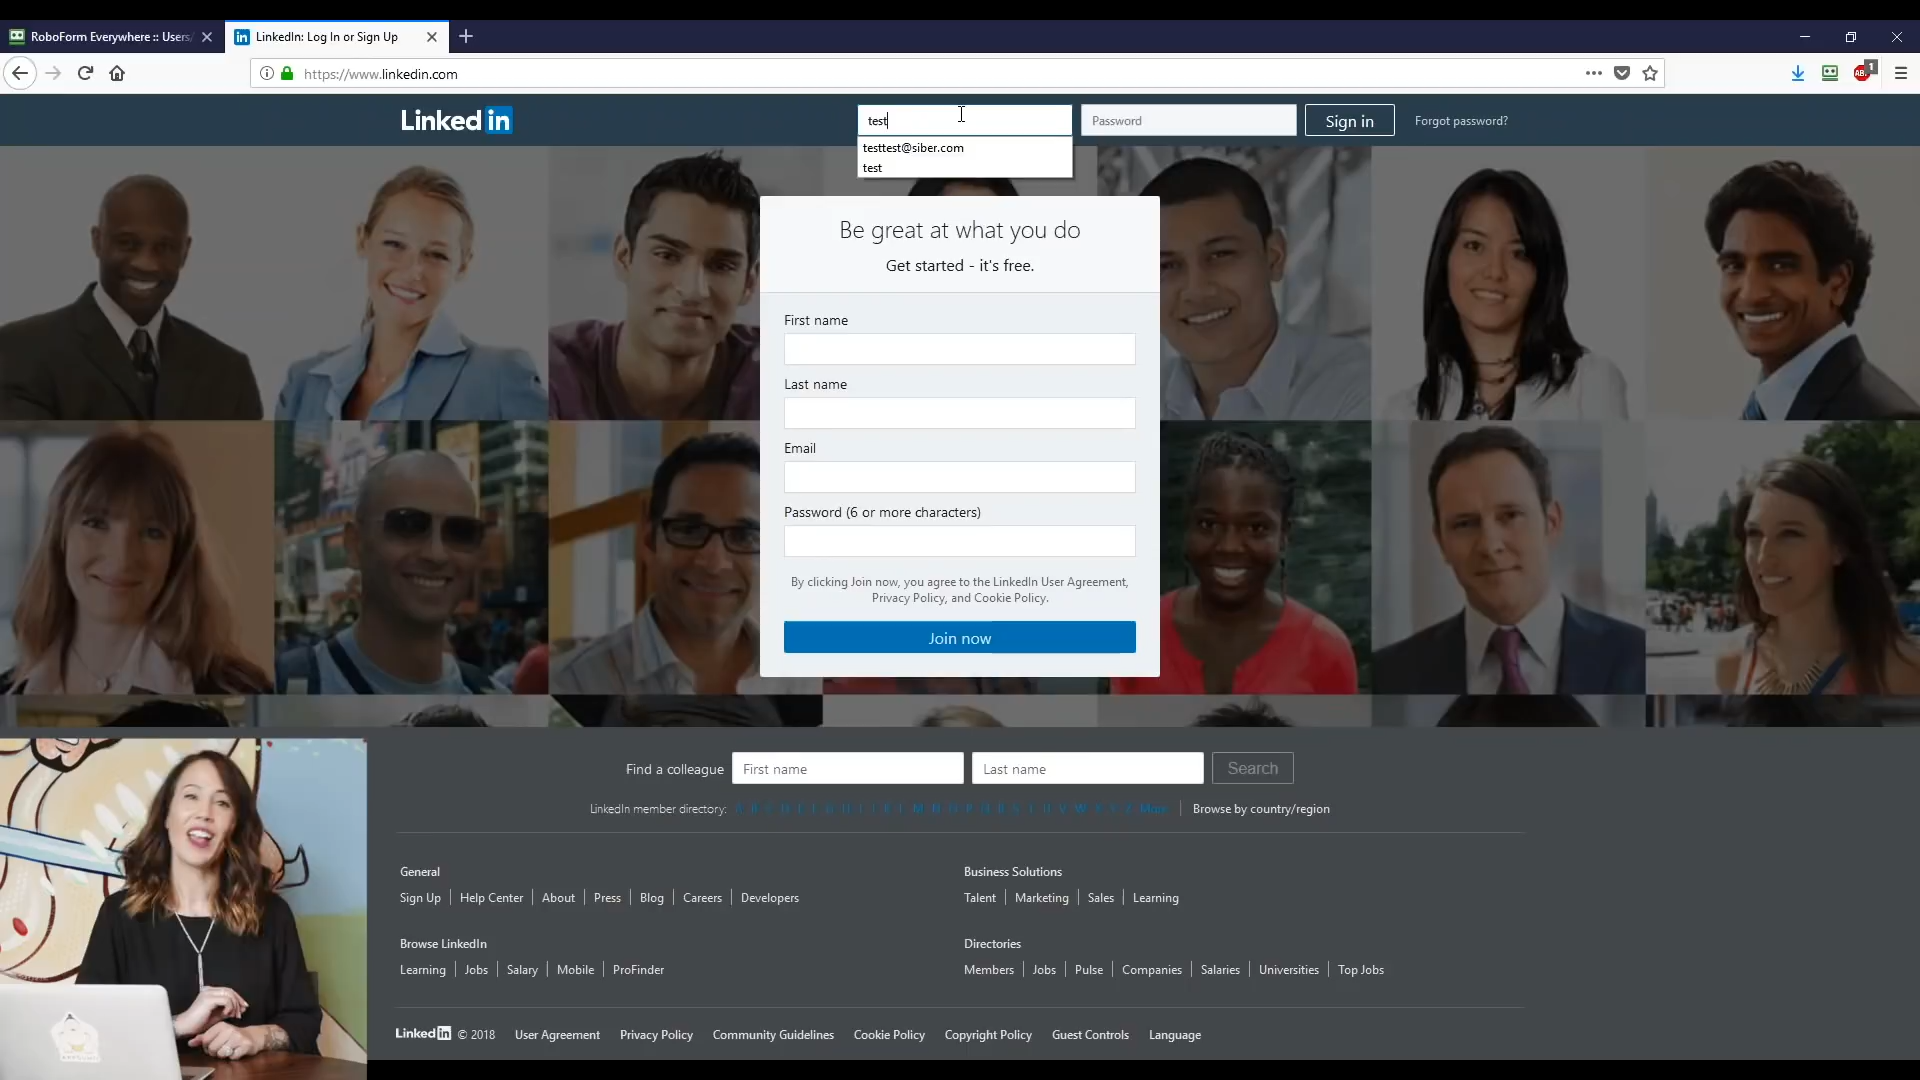 RoboForm Everywhere :: Users/
LinkedIn: Log In or Sign Up
https://www.linkedin.com
ABP
1
Linked in
test
Password
Sign in
Forgot password?
testtest@siber.com
test
Be great at what you do
Get started - it's free.
First name
Last name
Email
Password (6 or more characters)
By clicking Join now, you agree to the LinkedIn User Agreement,
Privacy Policy, and Cookie Policy.
Join now
Find a colleague
First name
Last name
Search
LinkedIn member directory:
More
Browse by country/region
General
Sign Up
Help Center
About
Press
Blog
Careers
Developers
Business Solutions
Talent
Marketing
Sales
Learning
Browse LinkedIn
Learning
Jobs
Salary
Mobile
ProFinder
Directories
Members
Jobs
Pulse
Companies
Salaries
Universities
Top Jobs
Linked in © 2018
User Agreement
Privacy Policy
Community Guidelines
Cookie Policy
Copyright Policy
Guest Controls
Language